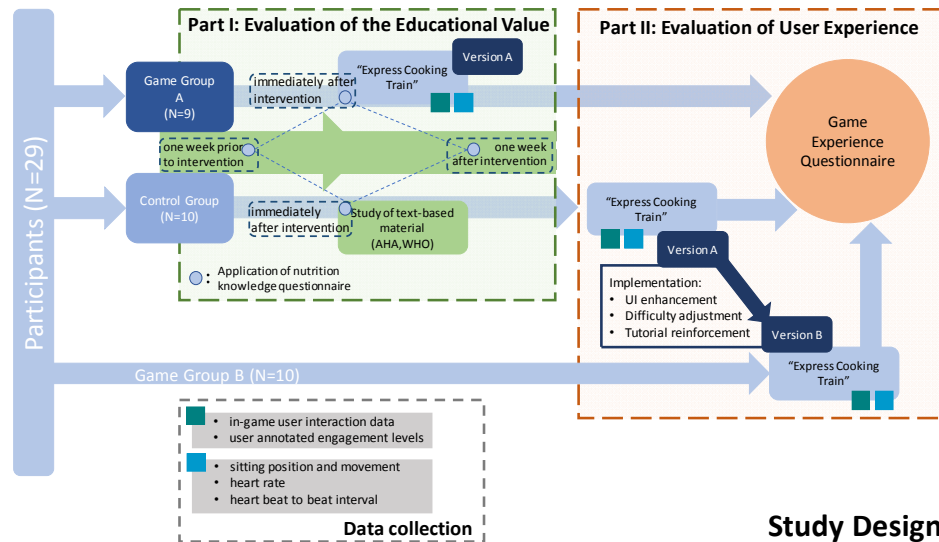 Part I: Evaluation of the Educational Value
Part II: Evaluation of User Experience
Participants (N=29)
Game Group
A
(N=9)
immediately after
intervention
"Express Cooking
Train"
Version A
one week prior
to intervention
one week
after intervention
Control Group
(N=10)
immediately
after intervention
Study of text-based
material
(AHA,WHO)
: Application of nutrition
knowledge questionnaire
Game
Experience
Questionnaire
"Express Cooking
Train"
Version A
Implementation:
• UI enhancement
• Difficulty adjustment
• Tutorial reinforcement
Version B
"Express Cooking
Train"
Game Group B (N=10)
• in-game user interaction data
• user annotated engagement levels
• sitting position and movement
• heart rate
• heart beat to beat interval
Data collection
Study Design